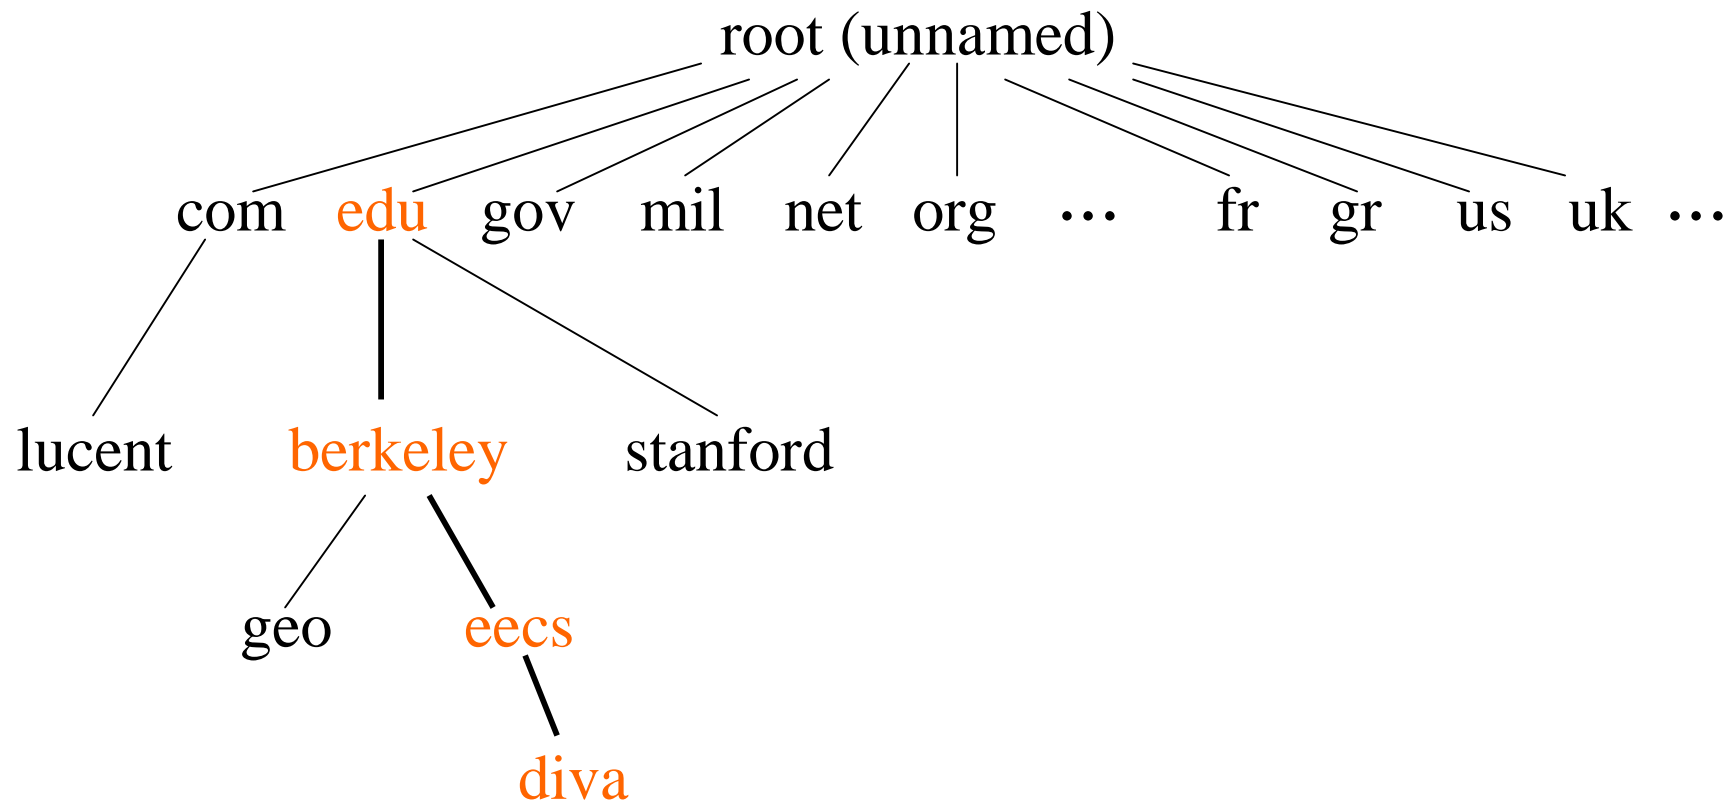 root (unnamed)
com edu gov mil net org ... fr gr us uk ...
lucent berkeley stanford
geo eecs
diva